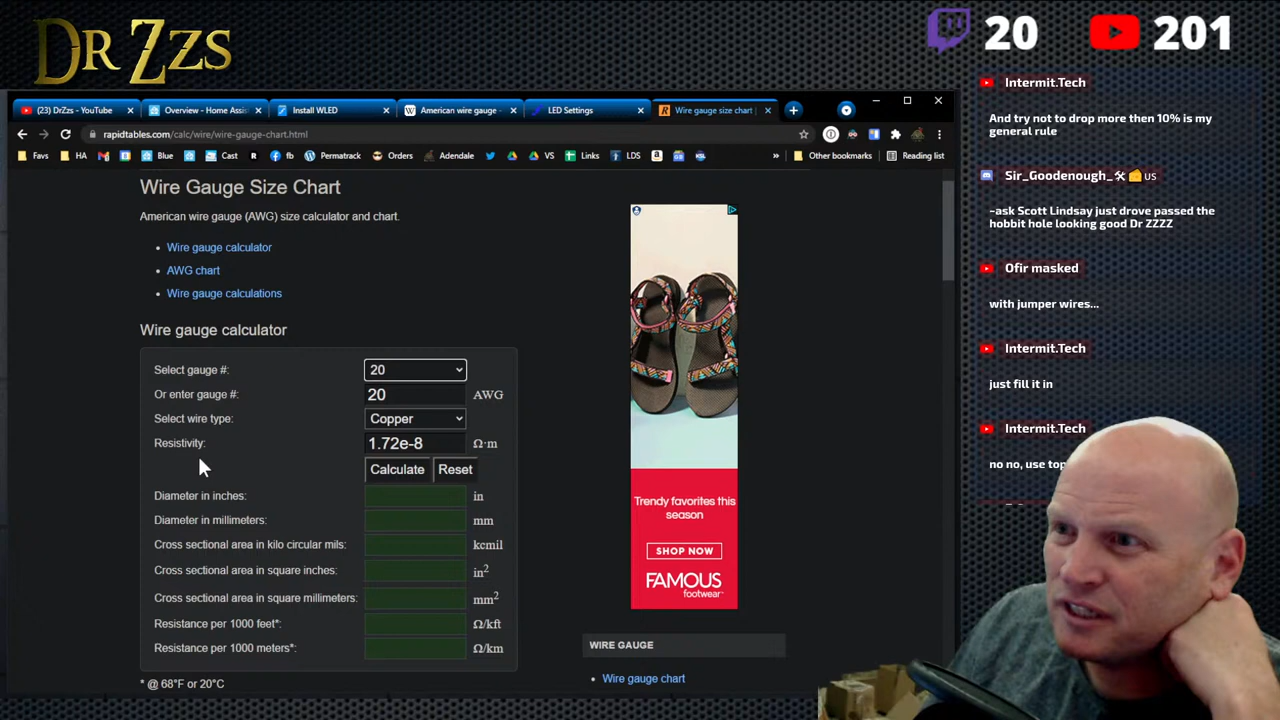 DR ZZS
20
201
(23) DrZzs - YouTube
Overview - Home Assis
Install WLED
American wire gauge -
LED Settings
Wire gauge size chart
rapidtables.com/calc/wire/wire-gauge-chart.html
Favs
HA
Blue
Cast
fb
Permatrack
Orders
Adendale
VS
Links
LDS
Other bookmarks
Reading list
Wire Gauge Size Chart
American wire gauge (AWG) size calculator and chart.
Wire gauge calculator
AWG chart
Wire gauge calculations
Wire gauge calculator
Select gauge #:
20
Or enter gauge #:
20
AWG
Select wire type:
Copper
Resistivity:
1.72e-8
Ω·m
Calculate
Reset
Diameter in inches:
in
Diameter in millimeters:
mm
Cross sectional area in kilo circular mils:
kcmil
Cross sectional area in square inches:
in²
Cross sectional area in square millimeters:
mm²
Resistance per 1000 feet*:
Ω/kft
Resistance per 1000 meters*:
Ω/km
* @ 68°F or 20°C
Trendy favorites this
season
SHOP NOW
FAMOUS
footwear
WIRE GAUGE
Wire gauge chart
Intermit.Tech
And try not to drop more then 10% is my
general rule
Sir_Goodenough_🛠🧀 US
~ask Scott Lindsay just drove passed the
hobbit hole looking good Dr ZZZZ
Ofir masked
with jumper wires...
Intermit.Tech
just fill it in
Intermit.Tech
no no, use top